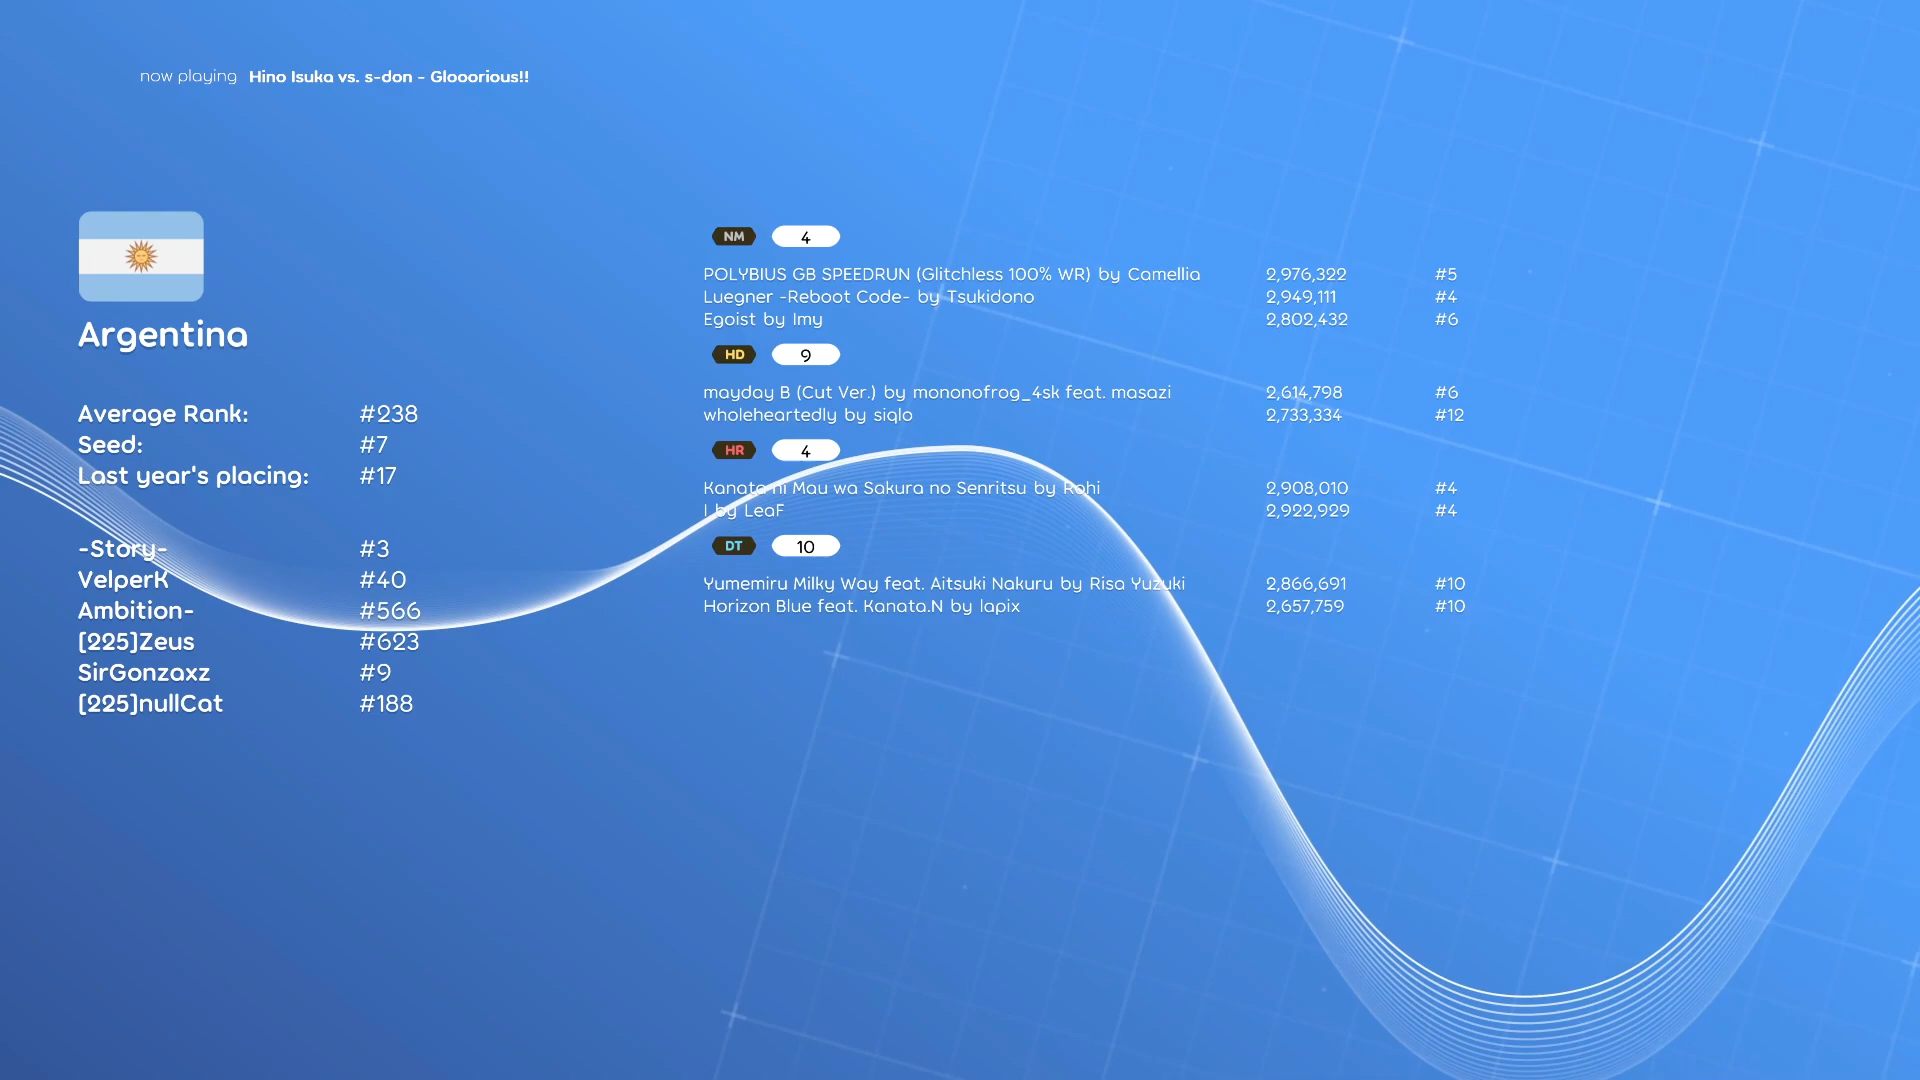 now playing Hino Isuka vs. s-don - Glooorious!!
Argentina
Average Rank: #238
Seed: #7
Last year's placing: #17
-Story- #3
VelperK #40
Ambition- #566
[225]Zeus #623
SirGonzaxz #9
[225]nullCat #188
NM 4
POLYBIUS GB SPEEDRUN (Glitchless 100% WR) by Camellia 2,976,322 #5
Luegner -Reboot Code- by Tsukidono 2,949,111 #4
Egoist by Imy 2,802,432 #6
HD 9
mayday B (Cut Ver.) by mononofrog_4sk feat. masazi 2,614,798 #6
wholeheartedly by siqlo 2,733,334 #12
HR 4
Kanata ni Mau wa Sakura no Senritsu by Rohi 2,908,010 #4
I by LeaF 2,922,929 #4
DT 10
Yumemiru Milky Way feat. Aitsuki Nakuru by Risa Yuzuki 2,866,691 #10
Horizon Blue feat. Kanata.N by lapix 2,657,759 #10